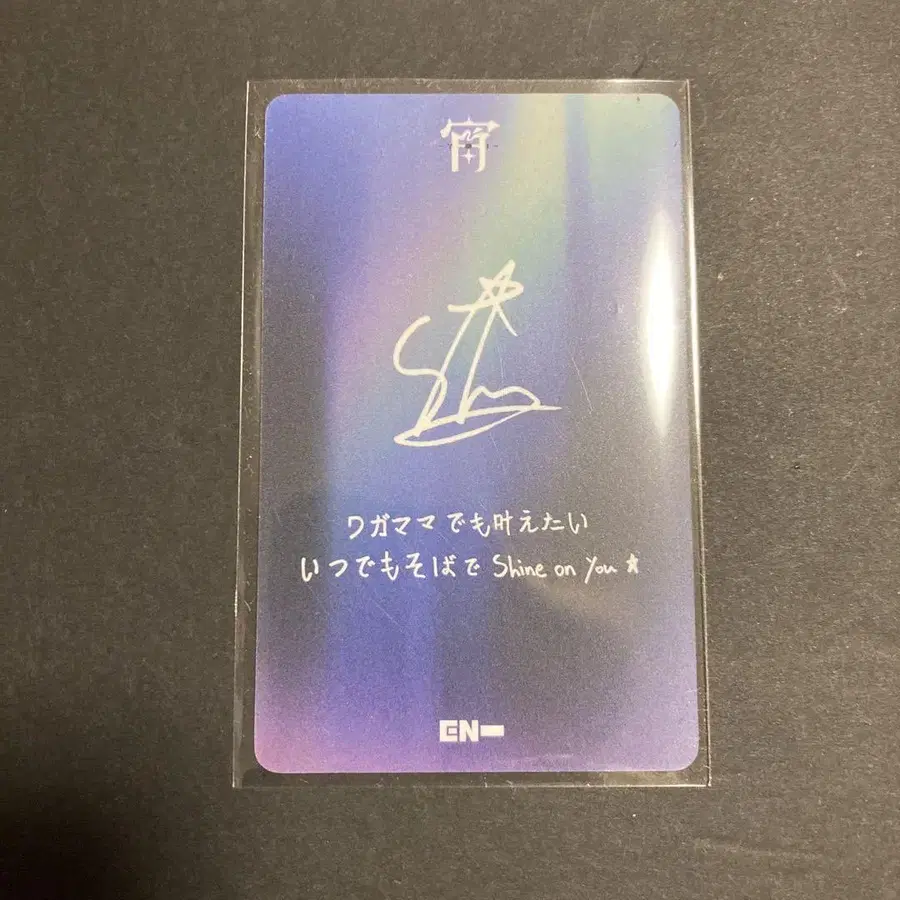 宵
ワガママでも叶えたい
いつでもそばで Shine on You ☆
EN-